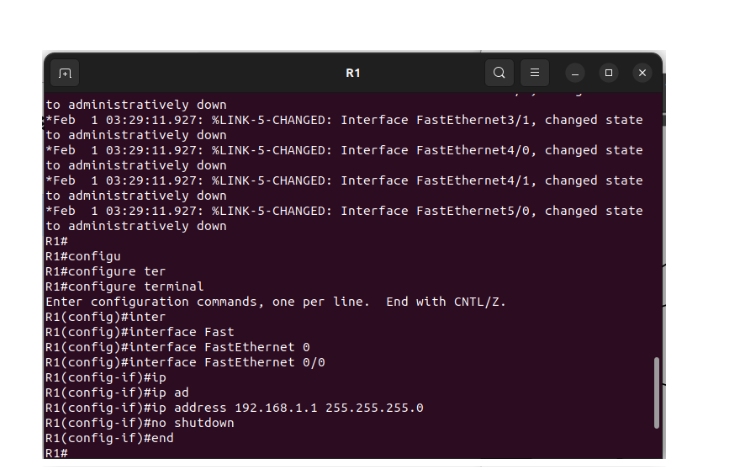 R1
to administratively down
*Feb  1 03:29:11.927: %LINK-5-CHANGED: Interface FastEthernet3/1, changed state
to administratively down
*Feb  1 03:29:11.927: %LINK-5-CHANGED: Interface FastEthernet4/0, changed state
to administratively down
*Feb  1 03:29:11.927: %LINK-5-CHANGED: Interface FastEthernet4/1, changed state
to administratively down
*Feb  1 03:29:11.927: %LINK-5-CHANGED: Interface FastEthernet5/0, changed state
to administratively down
R1#
R1#configu
R1#configure ter
R1#configure terminal
Enter configuration commands, one per line.  End with CNTL/Z.
R1(config)#inter
R1(config)#interface Fast
R1(config)#interface FastEthernet 0
R1(config)#interface FastEthernet 0/0
R1(config-if)#ip
R1(config-if)#ip ad
R1(config-if)#ip address 192.168.1.1 255.255.255.0
R1(config-if)#no shutdown
R1(config-if)#end
R1#